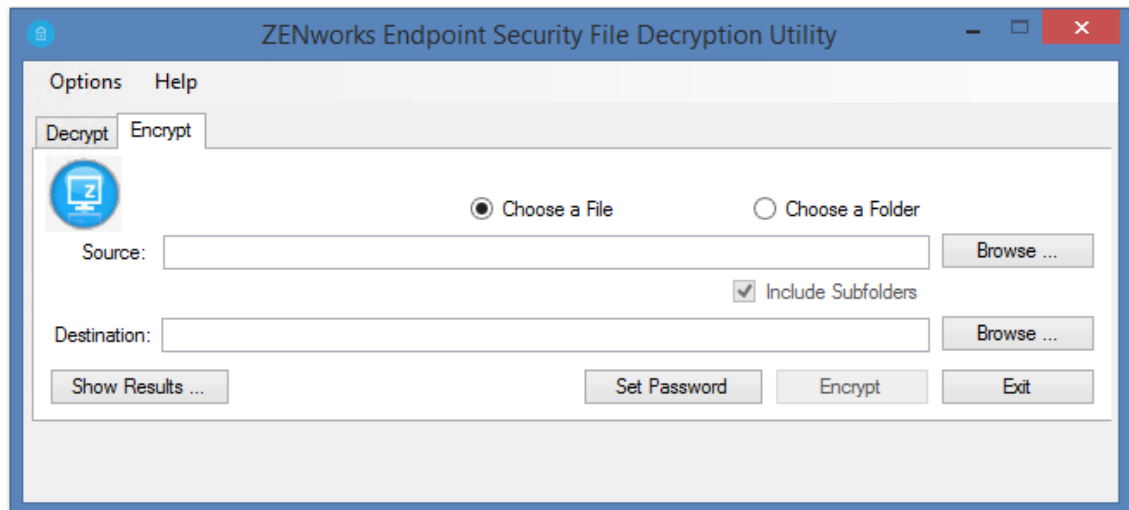 ZENworks Endpoint Security File Decryption Utility
Options Help
Decrypt Encrypt
Z
Choose a File Choose a Folder
Source: Browse ...
Include Subfolders
Destination: Browse ...
Show Results ... Set Password Encrypt Exit